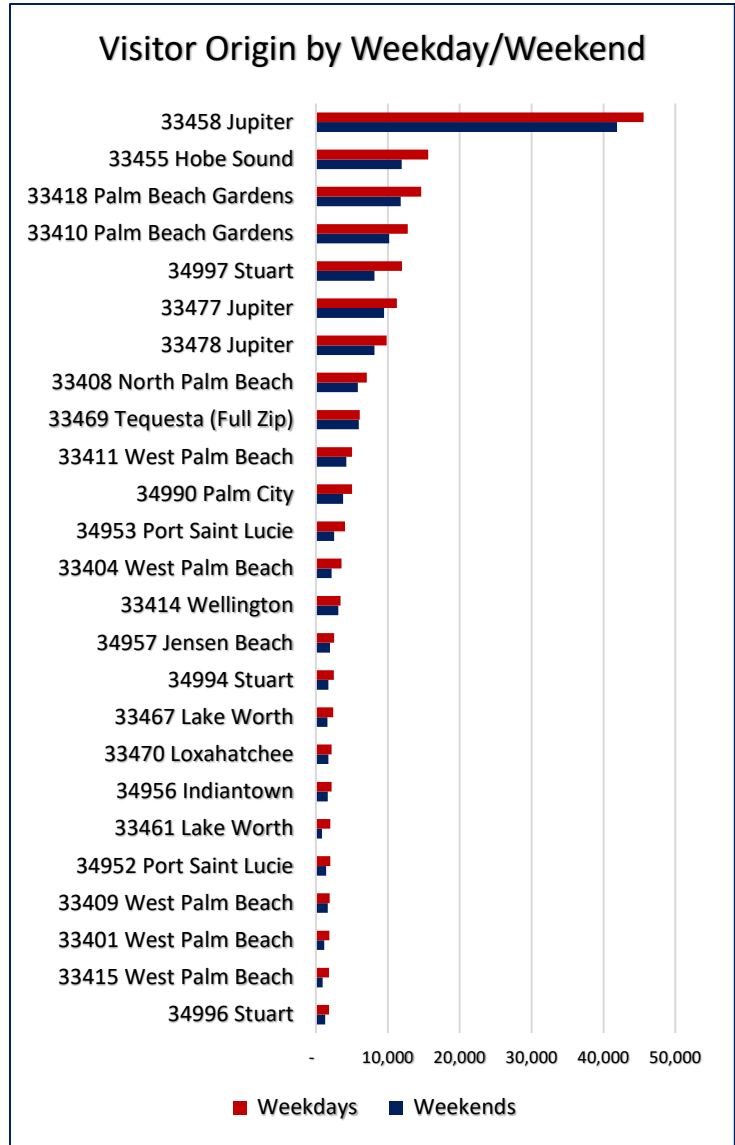 Visitor Origin by Weekday/Weekend
33458 Jupiter
33455 Hobe Sound
33418 Palm Beach Gardens
33410 Palm Beach Gardens
34997 Stuart
33477 Jupiter
33478 Jupiter
33408 North Palm Beach
33469 Tequesta (Full Zip)
33411 West Palm Beach
34990 Palm City
34953 Port Saint Lucie
33404 West Palm Beach
33414 Wellington
34957 Jensen Beach
34994 Stuart
33467 Lake Worth
33470 Loxahatchee
34956 Indiantown
33461 Lake Worth
34952 Port Saint Lucie
33409 West Palm Beach
33401 West Palm Beach
33415 West Palm Beach
34996 Stuart
- 10,000 20,000 30,000 40,000 50,000
Weekdays Weekends